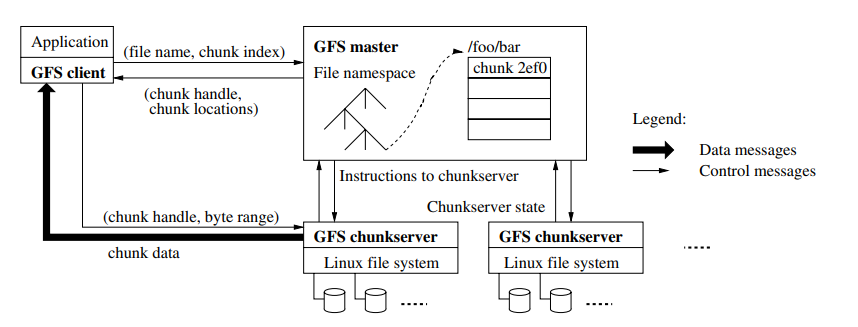 Application
GFS client
(file name, chunk index)
(chunk handle,
chunk locations)
GFS master
File namespace
/foo/bar
chunk 2ef0
Legend:
Data messages
Control messages
Instructions to chunkserver
Chunkserver state
(chunk handle, byte range)
chunk data
GFS chunkserver
Linux file system
GFS chunkserver
Linux file system